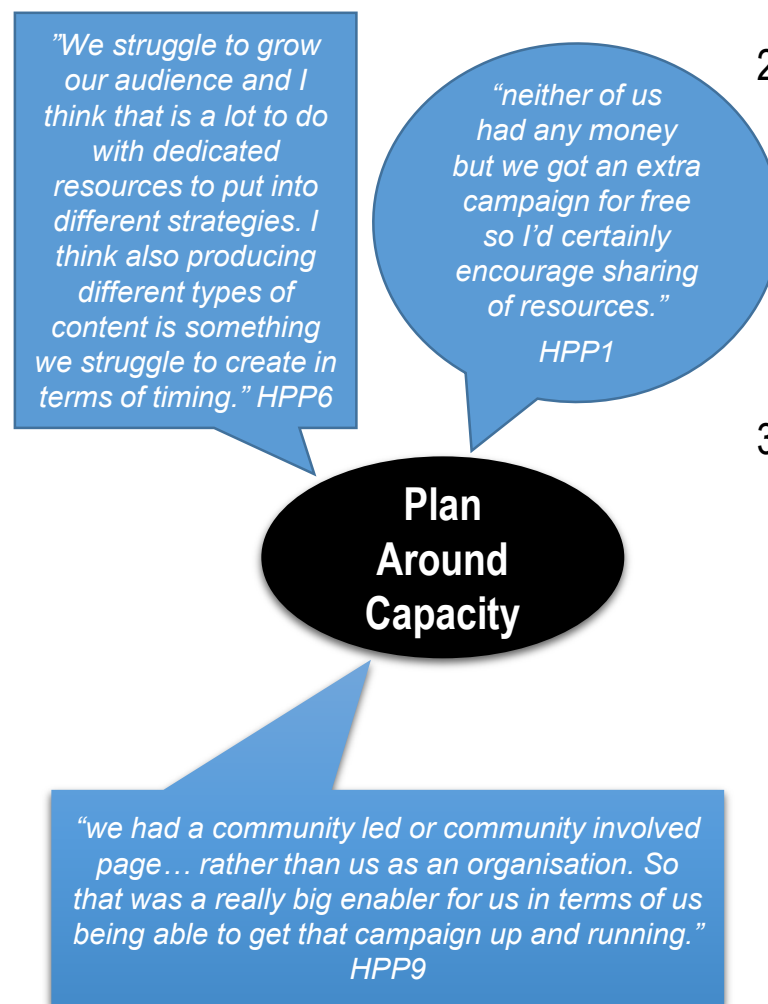 ”We struggle to grow
our audience and I
think that is a lot to do
with dedicated
resources to put into
different strategies. I
think also producing
different types of
content is something
we struggle to create in
terms of timing.” HPP6
“neither of us
had any money
but we got an extra
campaign for free
so I’d certainly
encourage sharing
of resources.”
HPP1
2
3
Plan
Around
Capacity
“we had a community led or community involved
page… rather than us as an organisation. So
that was a really big enabler for us in terms of us
being able to get that campaign up and running.”
HPP9